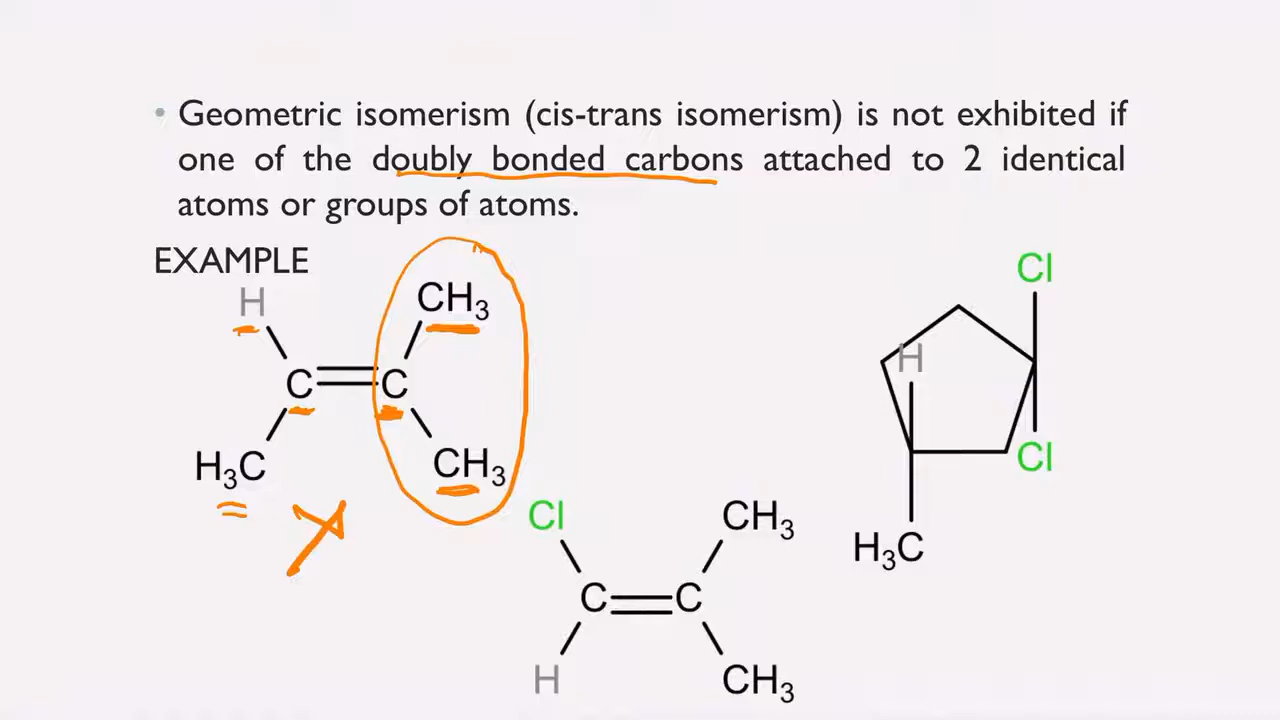 • Geometric isomerism (cis-trans isomerism) is not exhibited if
one of the doubly bonded carbons attached to 2 identical
atoms or groups of atoms.
EXAMPLE
H CH₃
C C
H₃C CH₃
Cl CH₃
C C
H CH₃
Cl
H
Cl
H₃C